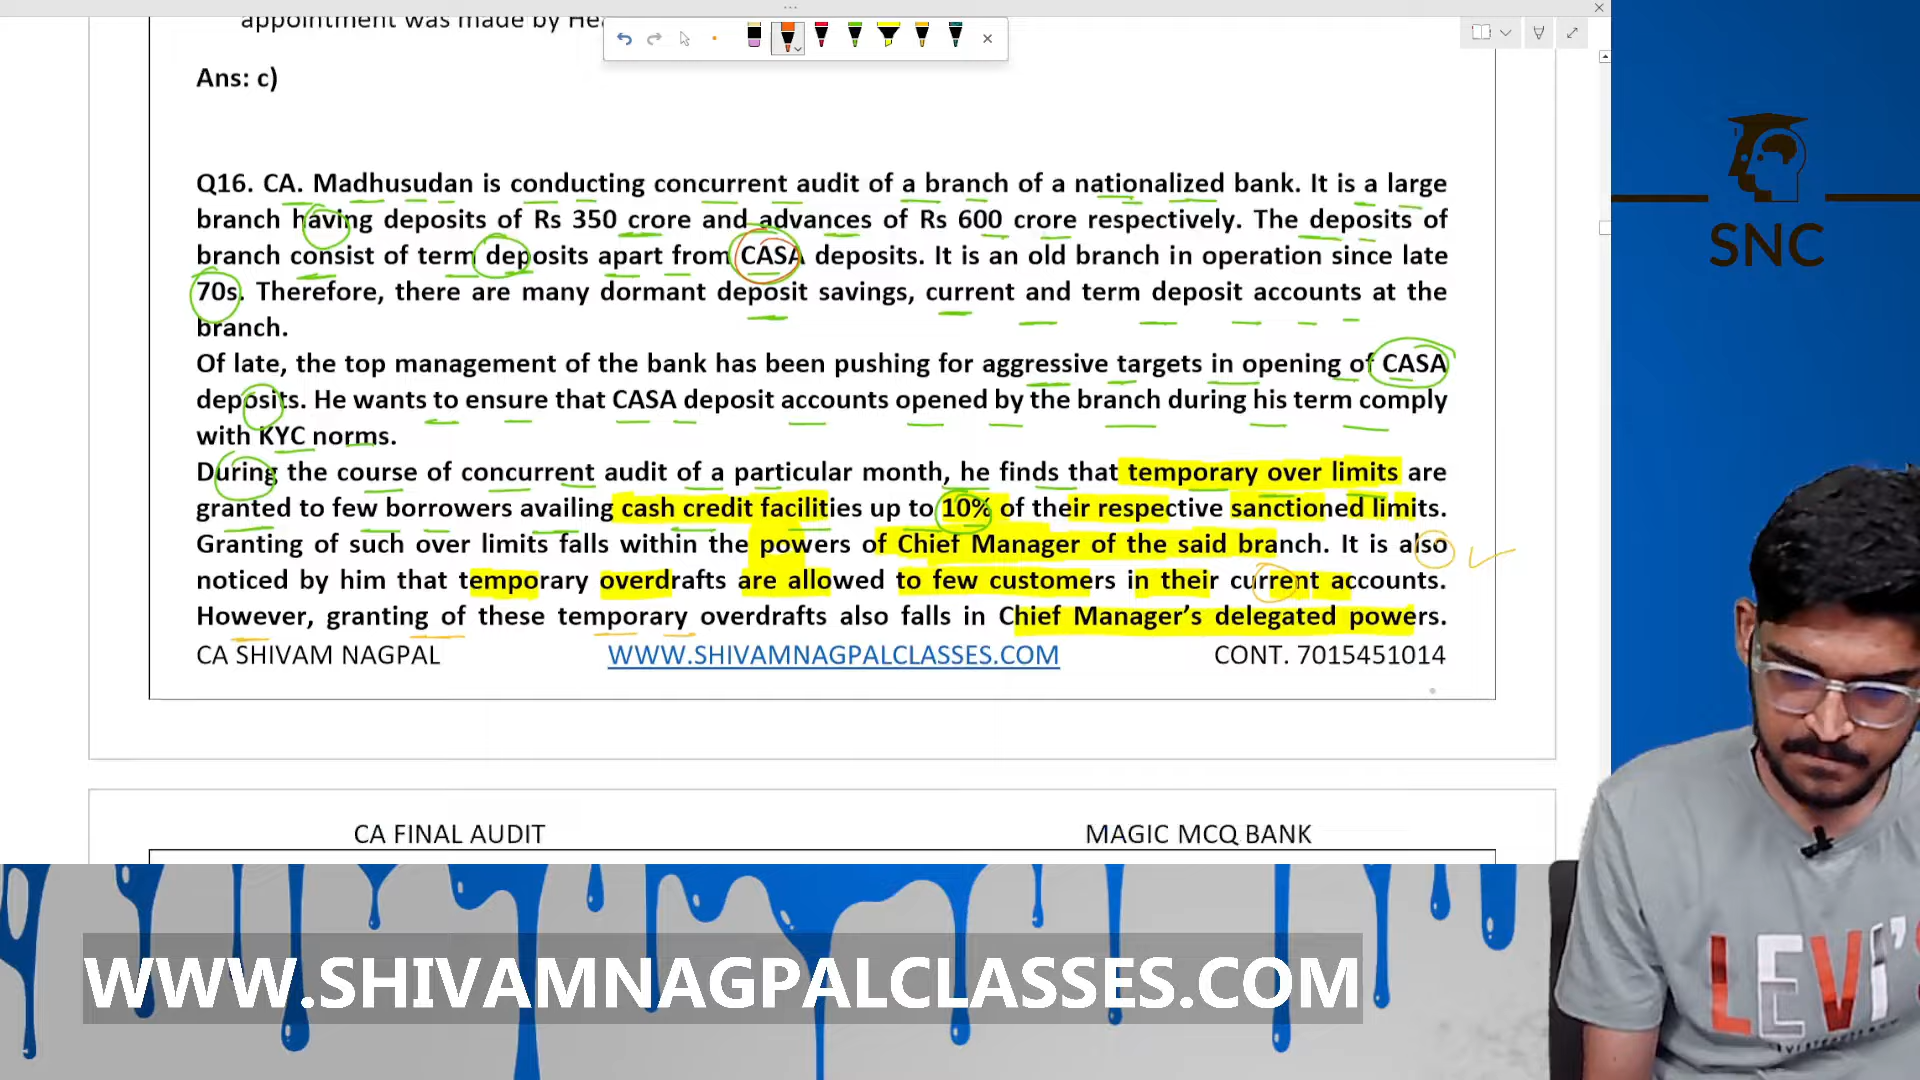 appointment was made by He
Ans: c)
Q16. CA. Madhusudan is conducting concurrent audit of a branch of a nationalized bank. It is a large
branch having deposits of Rs 350 crore and advances of Rs 600 crore respectively. The deposits of
branch consist of term deposits apart from CASA deposits. It is an old branch in operation since late
70s. Therefore, there are many dormant deposit savings, current and term deposit accounts at the
branch.
Of late, the top management of the bank has been pushing for aggressive targets in opening of CASA
deposits. He wants to ensure that CASA deposit accounts opened by the branch during his term comply
with KYC norms.
During the course of concurrent audit of a particular month, he finds that temporary over limits are
granted to few borrowers availing cash credit facilities up to 10% of their respective sanctioned limits.
Granting of such over limits falls within the powers of Chief Manager of the said branch. It is also
noticed by him that temporary overdrafts are allowed to few customers in their current accounts.
However, granting of these temporary overdrafts also falls in Chief Manager's delegated powers.
CA SHIVAM NAGPAL WWW.SHIVAMNAGPALCLASSES.COM CONT. 7015451014
CA FINAL AUDIT MAGIC MCQ BANK
WWW.SHIVAMNAGPALCLASSES.COM
SNC
LEVI'S